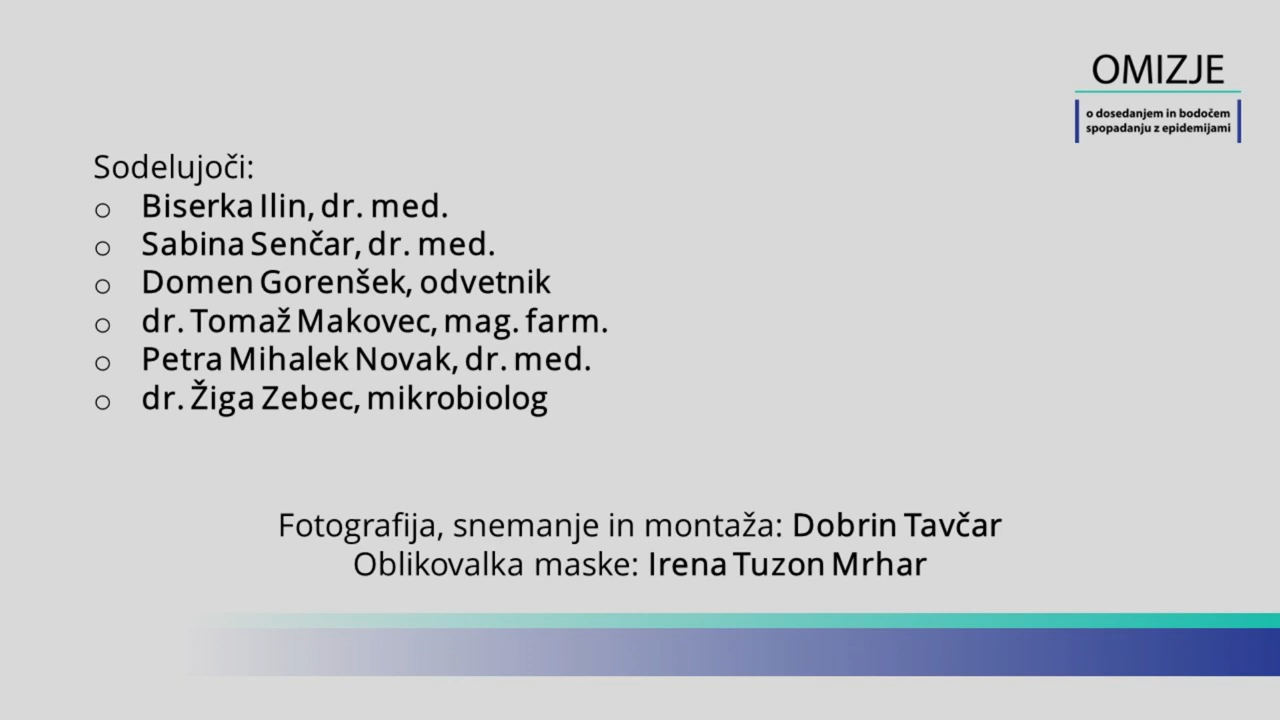 OMIZJE
o dosedanjem in bodočem
spopadanju z epidemijami
Sodelujoči:
o Biserka Ilin, dr. med.
o Sabina Senčar, dr. med.
o Domen Gorenšek, odvetnik
o dr. Tomaž Makovec, mag. farm.
o Petra Mihalek Novak, dr. med.
o dr. Žiga Zebec, mikrobiolog
Fotografija, snemanje in montaža: Dobrin Tavčar
Oblikovalka maske: Irena Tuzon Mrhar